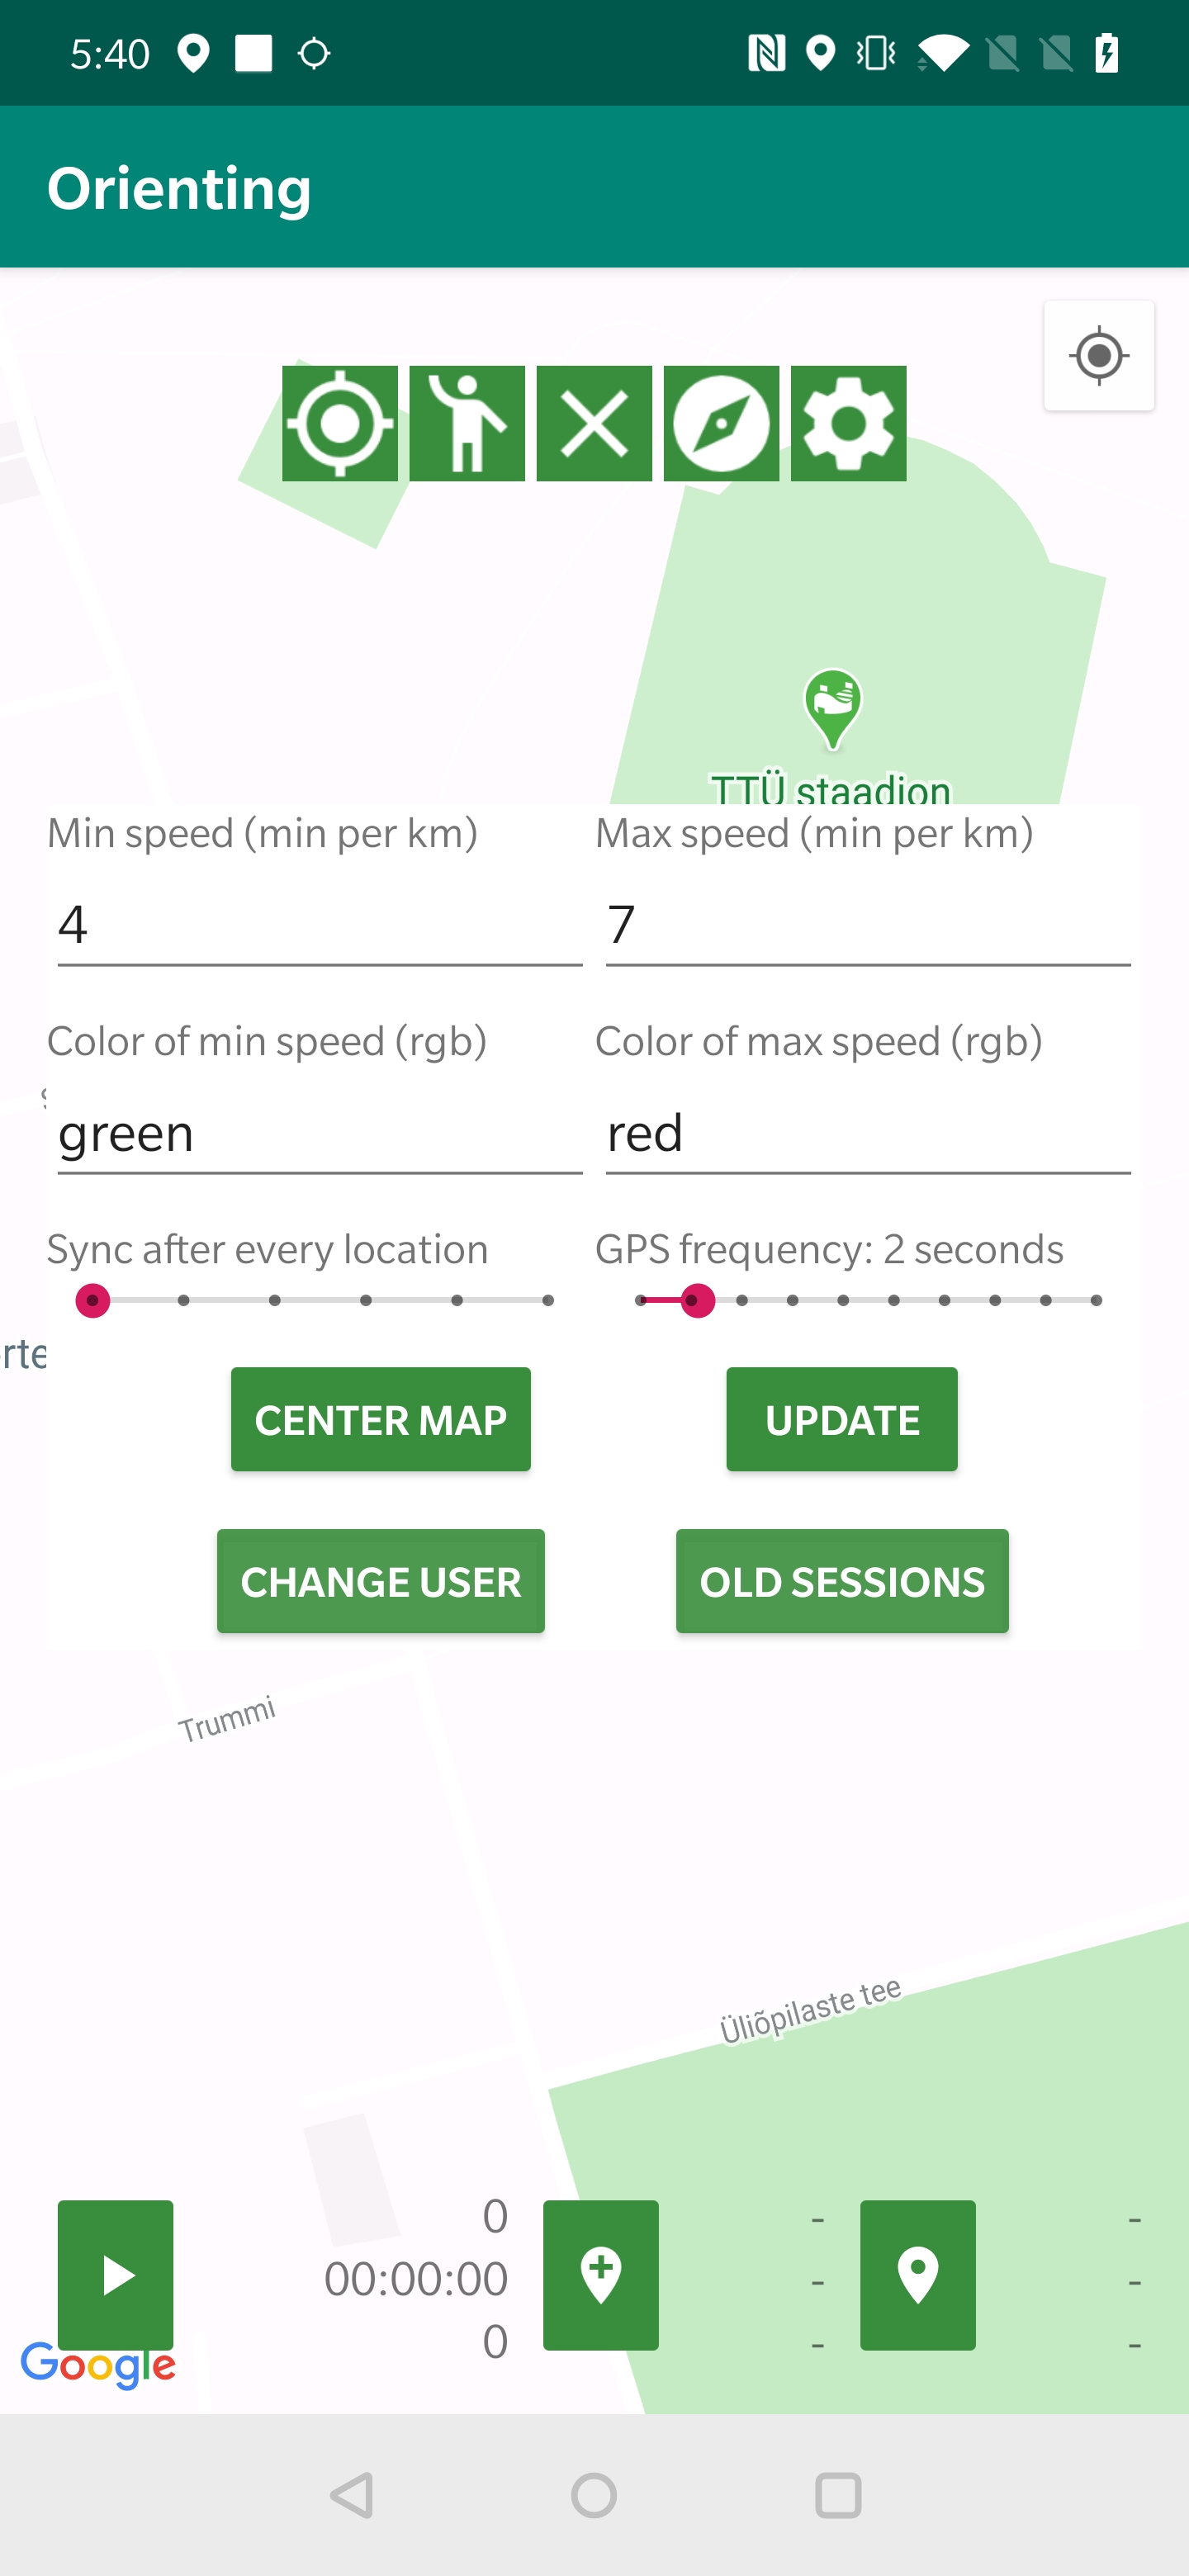 5:40
Orienting
TTÜ staadion
Min speed (min per km)
Max speed (min per km)
4
7
Color of min speed (rgb)
Color of max speed (rgb)
green
red
Sync after every location
GPS frequency: 2 seconds
rte
CENTER MAP
UPDATE
CHANGE USER
OLD SESSIONS
Trummi
Üliõpilaste tee
0
-
-
00:00:00
-
-
0
-
-
Google